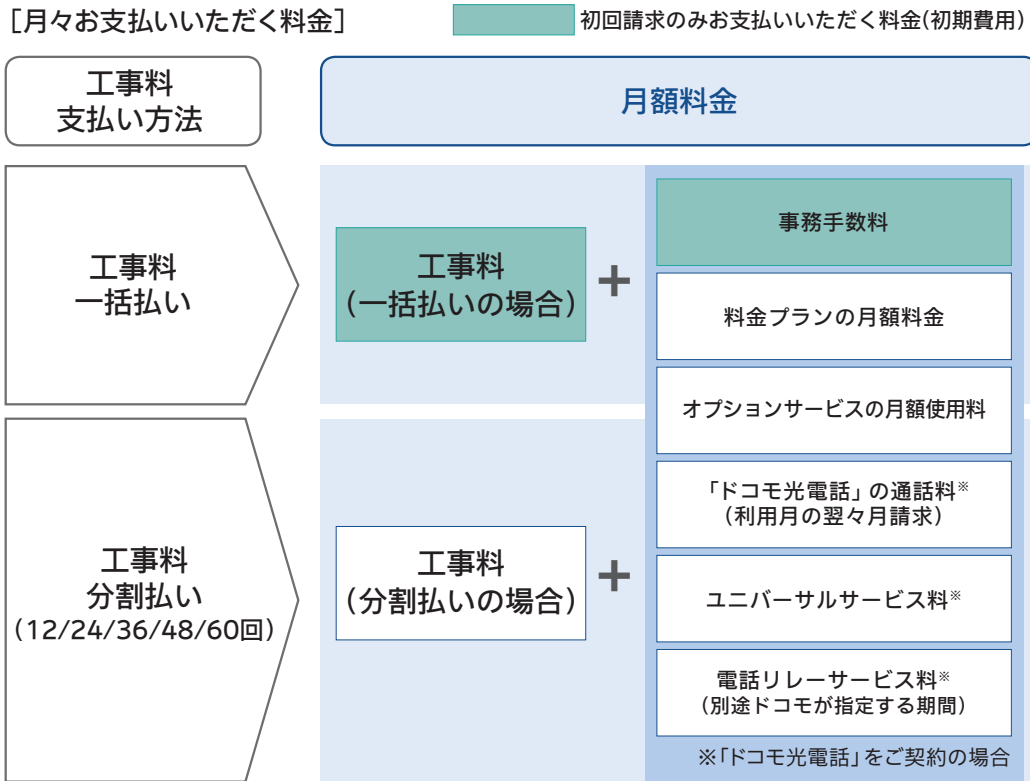 ［月々お支払いいただく料金］
初回請求のみお支払いいただく料金(初期費用)
工事料
支払い方法
月額料金
工事料
一括払い
工事料
（一括払いの場合）
+
事務手数料
料金プランの月額料金
オプションサービスの月額使用料
工事料
分割払い
（12/24/36/48/60回）
工事料
（分割払いの場合）
+
「ドコモ光電話」の通話料※
（利用月の翌々月請求）
ユニバーサルサービス料※
電話リレーサービス料※
（別途ドコモが指定する期間）
※「ドコモ光電話」をご契約の場合